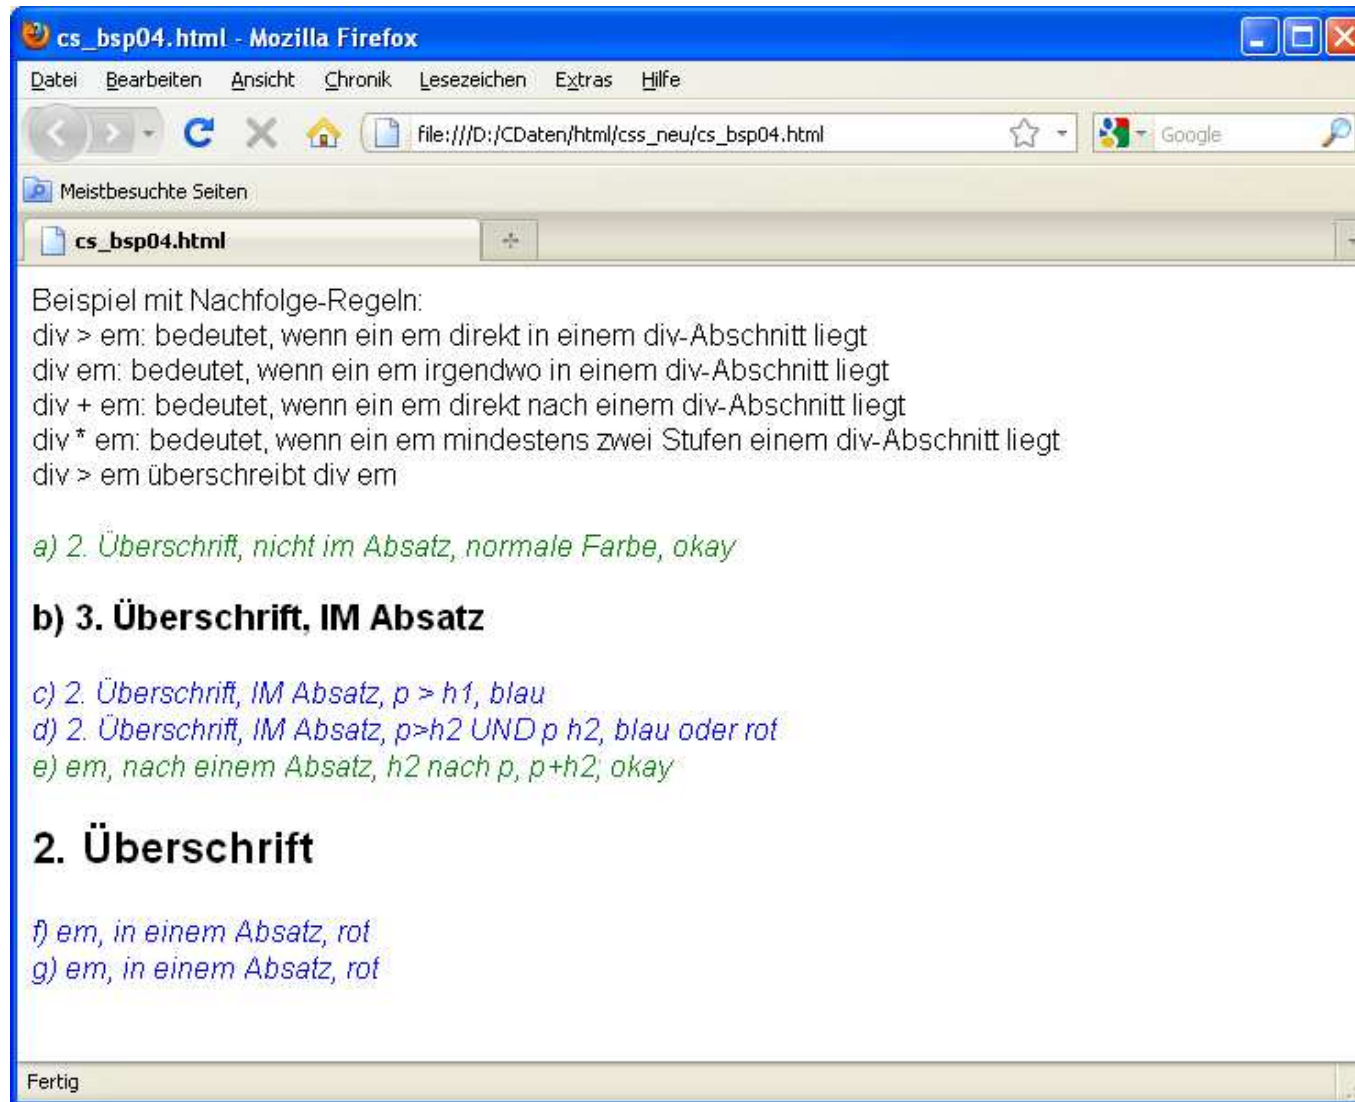 cs_bsp04.html - Mozilla Firefox
Datei Bearbeiten Ansicht Chronik Lesezeichen Extras Hilfe
file:///D:/CDaten/html/css_neu/cs_bsp04.html Google
Meistbesuchte Seiten
cs_bsp04.html
Beispiel mit Nachfolge-Regeln:
div > em: bedeutet, wenn ein em direkt in einem div-Abschnitt liegt
div em: bedeutet, wenn ein em irgendwo in einem div-Abschnitt liegt
div + em: bedeutet, wenn ein em direkt nach einem div-Abschnitt liegt
div * em: bedeutet, wenn ein em mindestens zwei Stufen einem div-Abschnitt liegt
div > em überschreibt div em
a) 2. Überschrift, nicht im Absatz, normale Farbe, okay
b) 3. Überschrift, IM Absatz
c) 2. Überschrift, IM Absatz, p > h1, blau
d) 2. Überschrift, IM Absatz, p>h2 UND p h2, blau oder rot
e) em, nach einem Absatz, h2 nach p, p+h2; okay
2. Überschrift
f) em, in einem Absatz, rot
g) em, in einem Absatz, rot
Fertig